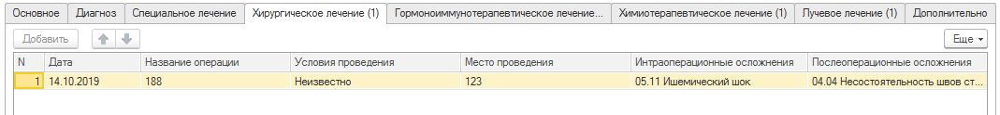 Основное Диагноз Специальное лечение Хирургическое лечение (1) Гормоноиммунотерапевтическое лечение... Химиотерапевтическое лечение (1) Лучевое лечение (1) Дополнительно
Добавить Еще
N Дата Название операции Условия проведения Место проведения Интраоперационные осложнения Послеоперационные осложнения
1 14.10.2019 188 Неизвестно 123 05.11 Ишемический шок 04.04 Несостоятельность швов ст...